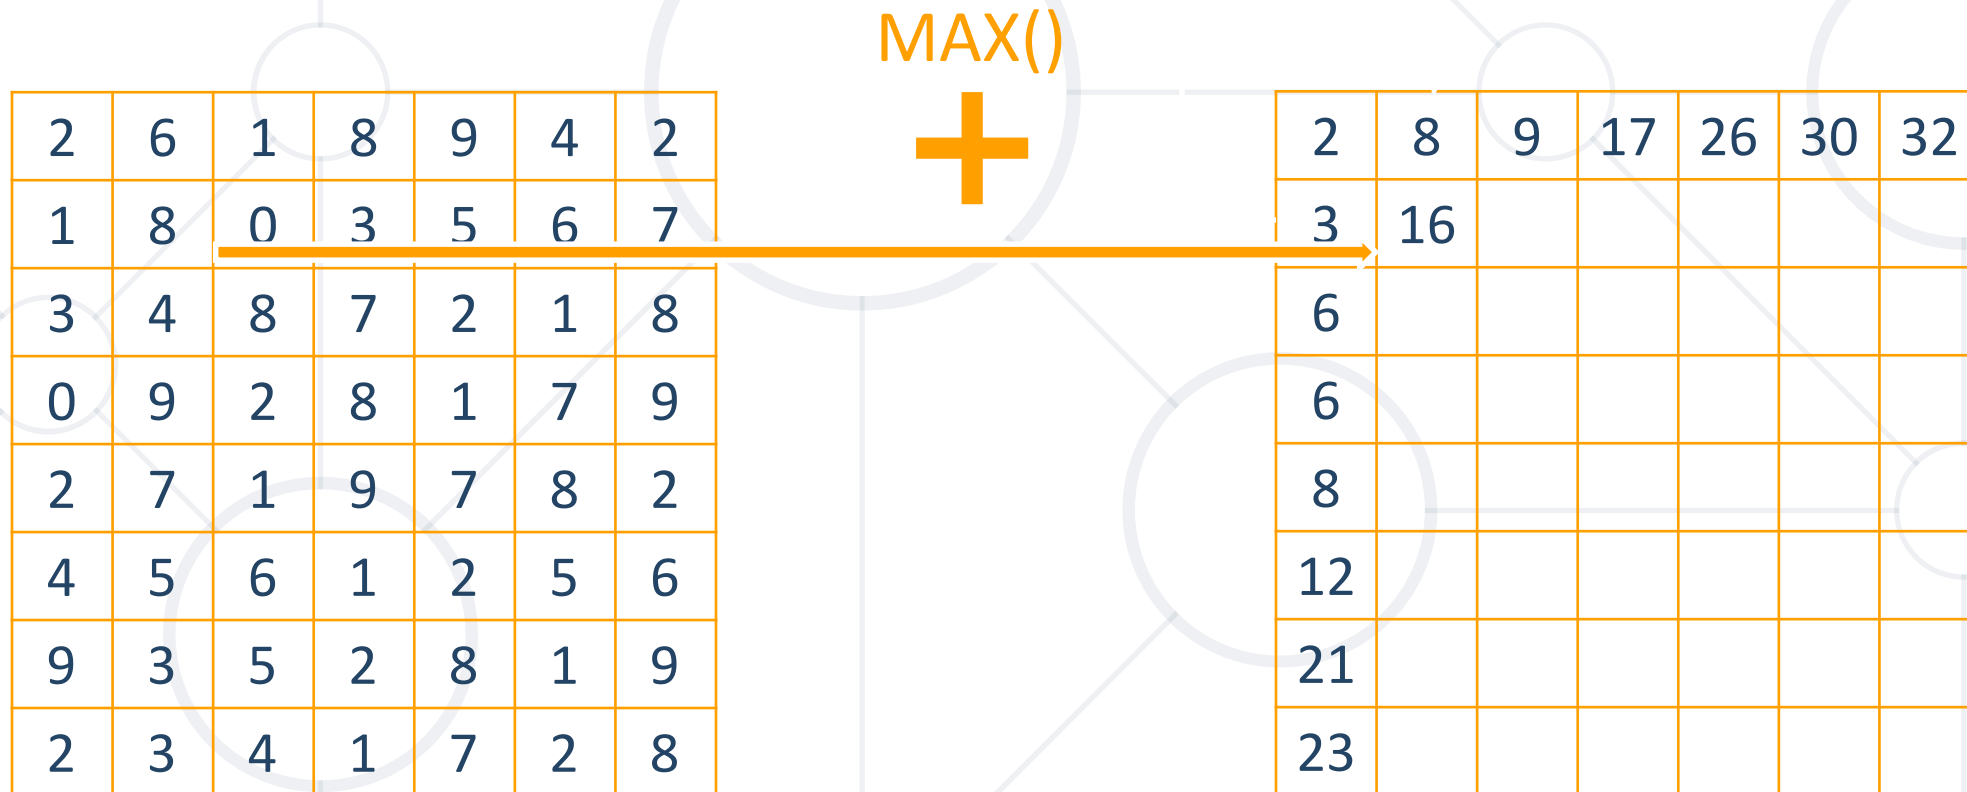 MAX()
2 6 1 8 9 4 2
1 8 0 3 5 6 7
3 4 8 7 2 1 8
0 9 2 8 1 7 9
2 7 1 9 7 8 2
4 5 6 1 2 5 6
9 3 5 2 8 1 9
2 3 4 1 7 2 8
+
2 8 9 17 26 30 32
3 16
6
6
8
12
21
23